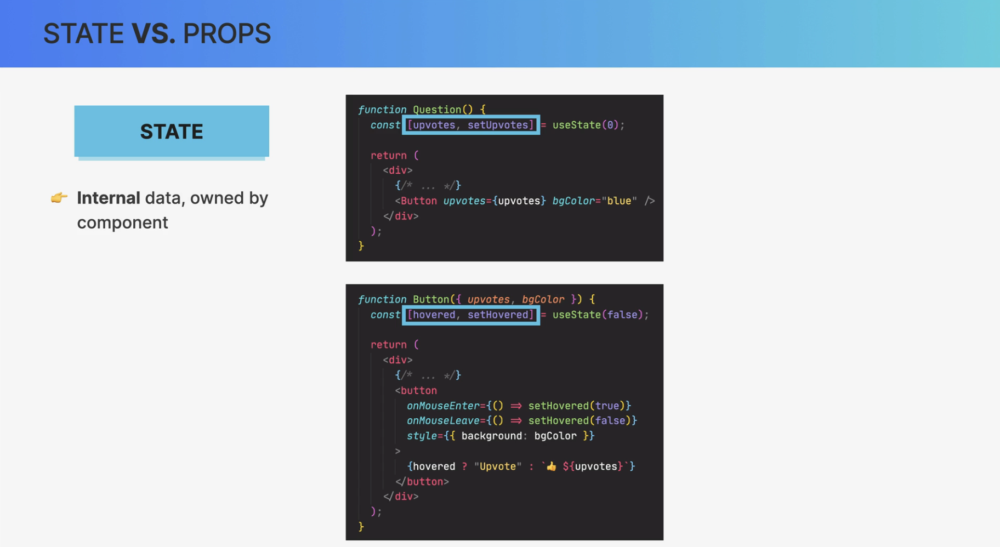 STATE VS. PROPS
STATE
👉 Internal data, owned by
component
function Question() {
  const [upvotes, setUpvotes] = useState(0);

  return (
    <div>
      {/* ... */}
      <Button upvotes={upvotes} bgColor="blue" />
    </div>
  );
}
function Button({ upvotes, bgColor }) {
  const [hovered, setHovered] = useState(false);

  return (
    <div>
      {/* ... */}
      <button
        onMouseEnter={() => setHovered(true)}
        onMouseLeave={() => setHovered(false)}
        style={{ background: bgColor }}
      >
        {hovered ? "Upvote" : `👍 ${upvotes}`}
      </button>
    </div>
  );
}